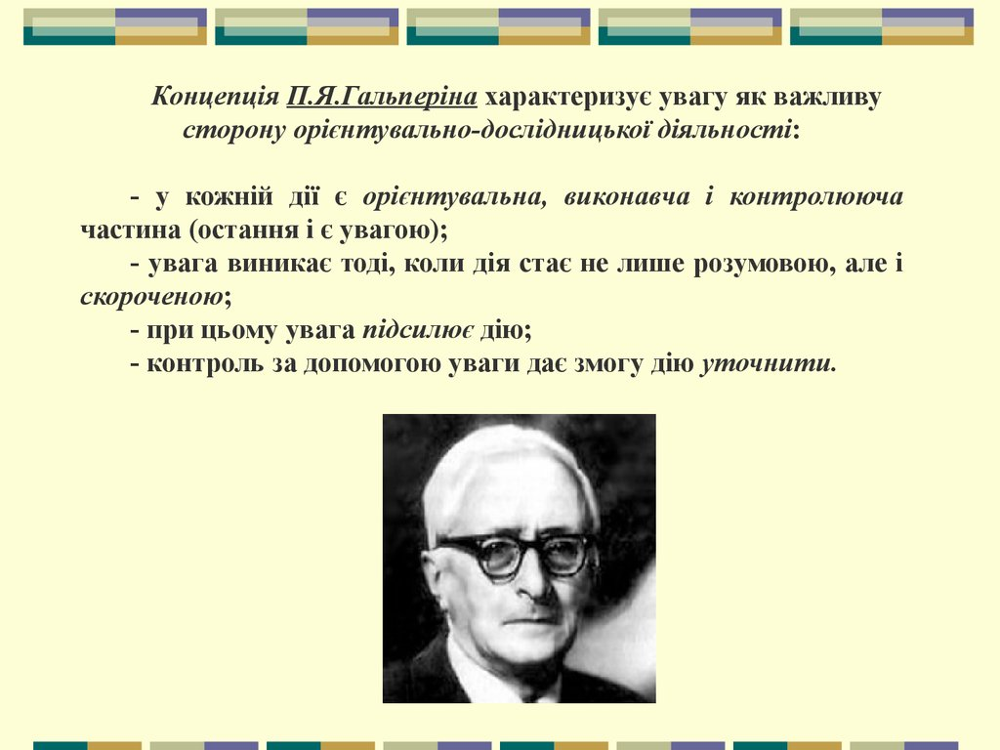 Концепція П.Я.Гальперіна характеризує увагу як важливу
сторону орієнтувально-дослідницької діяльності:
- у кожній дії є орієнтувальна, виконавча і контролююча
частина (остання і є увагою);
- увага виникає тоді, коли дія стає не лише розумовою, але і
скороченою;
- при цьому увага підсилює дію;
- контроль за допомогою уваги дає змогу дію уточнити.